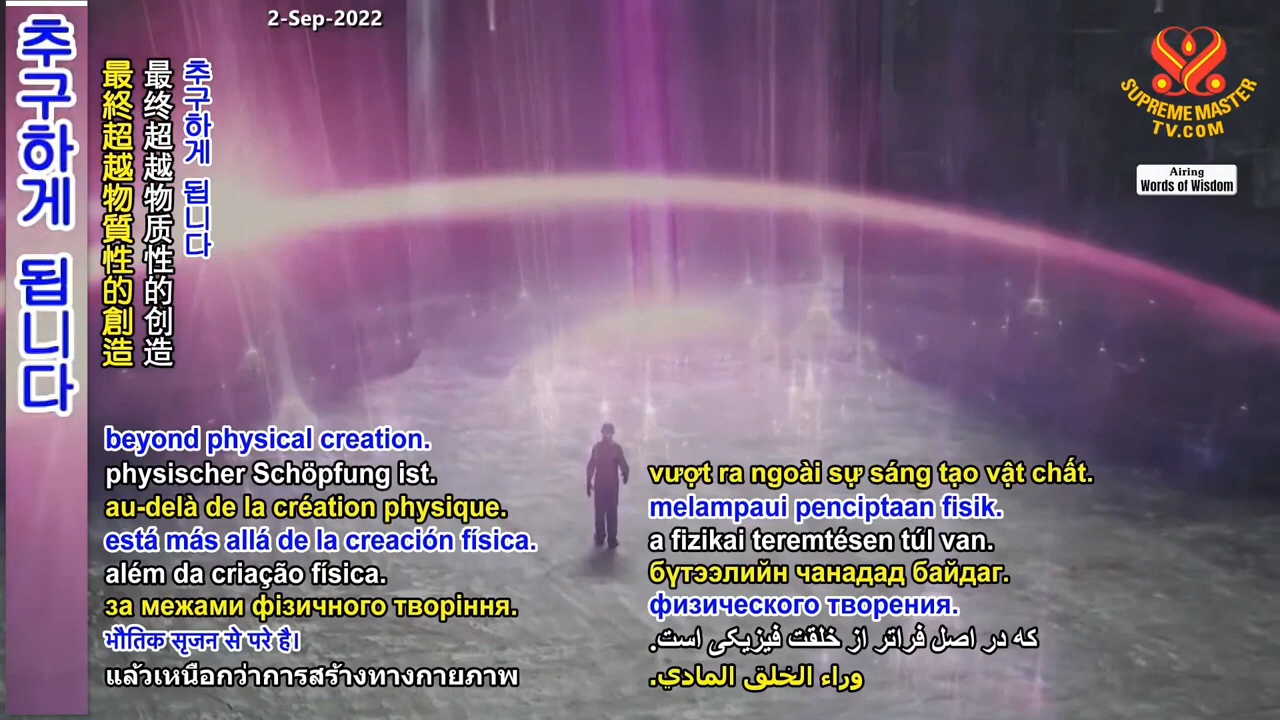 2-Sep-2022
SUPREME MASTER
TV.COM
Airing
Words of Wisdom
추구하게 됩니다
最終超越物質性的創造
最终超越物质性的创造
추구하게 됩니다
beyond physical creation.
physischer Schöpfung ist.
au-delà de la création physique.
está más allá de la creación física.
além da criação física.
за межами фізичного творіння.
भौतिक सृजन से परे है।
แล้วเหนือกว่าการสร้างทางกายภาพ
vượt ra ngoài sự sáng tạo vật chất.
melampaui penciptaan fisik.
a fizikai teremtésen túl van.
бүтээлийн чанадад байдаг.
физического творения.
که در اصل فراتر از خلقت فیزیکی است.
وراء الخلق المادي.